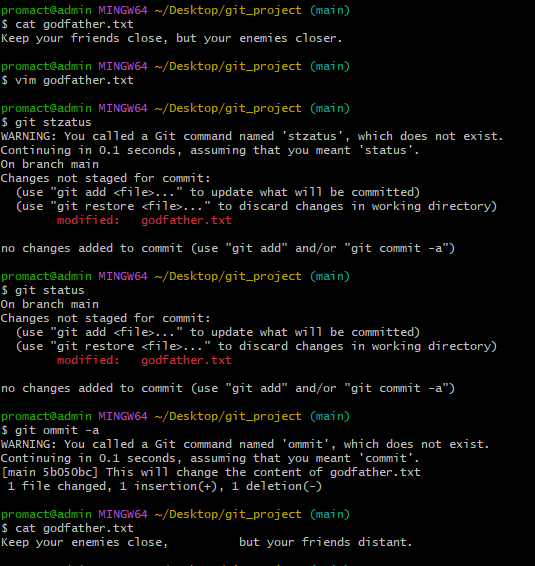 promact@admin MINGW64 ~/Desktop/git_project (main)
$ cat godfather.txt
Keep your friends close, but your enemies closer.
promact@admin MINGW64 ~/Desktop/git_project (main)
$ vim godfather.txt
promact@admin MINGW64 ~/Desktop/git_project (main)
$ git stzatus
WARNING: You called a Git command named 'stzatus', which does not exist.
Continuing in 0.1 seconds, assuming that you meant 'status'.
On branch main
Changes not staged for commit:
  (use "git add <file>..." to update what will be committed)
  (use "git restore <file>..." to discard changes in working directory)
        modified:   godfather.txt
no changes added to commit (use "git add" and/or "git commit -a")
promact@admin MINGW64 ~/Desktop/git_project (main)
$ git status
On branch main
Changes not staged for commit:
  (use "git add <file>..." to update what will be committed)
  (use "git restore <file>..." to discard changes in working directory)
        modified:   godfather.txt
no changes added to commit (use "git add" and/or "git commit -a")
promact@admin MINGW64 ~/Desktop/git_project (main)
$ git ommit -a
WARNING: You called a Git command named 'ommit', which does not exist.
Continuing in 0.1 seconds, assuming that you meant 'commit'.
[main 5b050bc] This will change the content of godfather.txt
 1 file changed, 1 insertion(+), 1 deletion(-)
promact@admin MINGW64 ~/Desktop/git_project (main)
$ cat godfather.txt
Keep your enemies close,         but your friends distant.